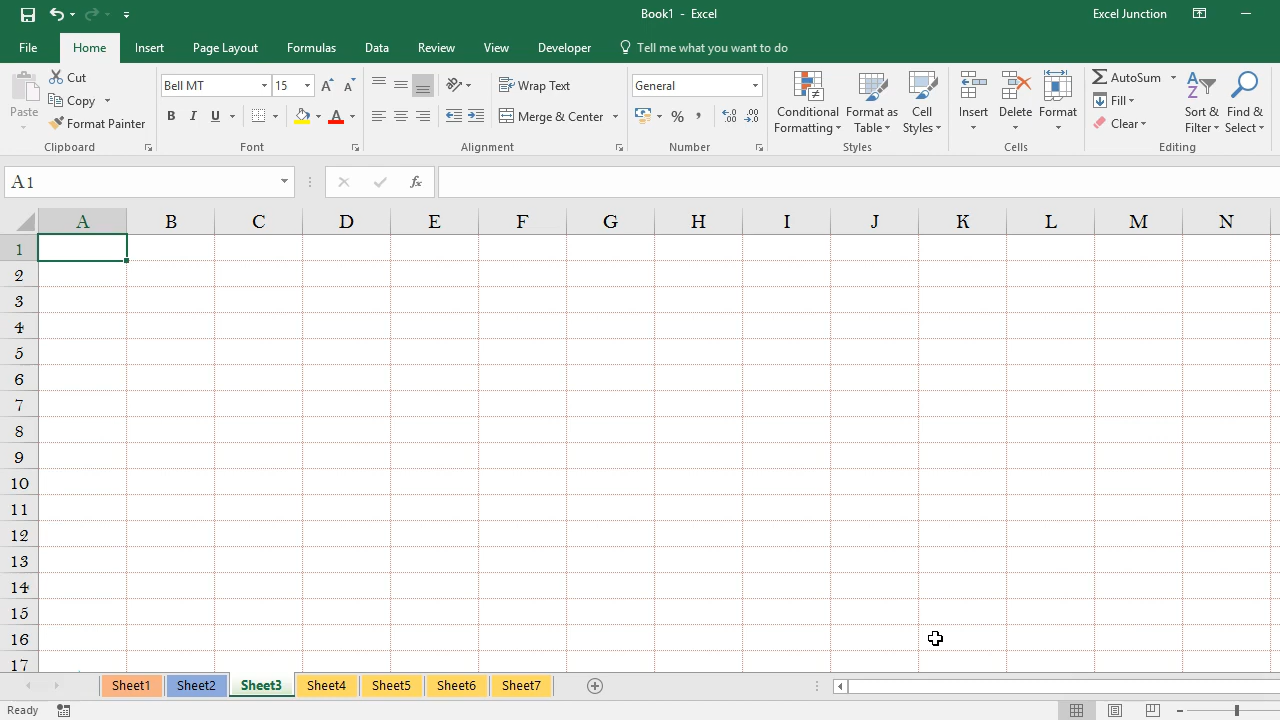 Book1 - Excel
Excel Junction
File Home Insert Page Layout Formulas Data Review View Developer Tell me what you want to do
Paste
Cut
Copy
Format Painter
Clipboard
Bell MT 15
B I U
Font
Wrap Text
Merge & Center
Alignment
General
%
Number
Conditional Formatting
Format as Table
Cell Styles
Styles
Insert Delete Format
Cells
AutoSum
Fill
Clear
Sort & Filter
Find & Select
Editing
A1
fx
A B C D E F G H I J K L M N
1
2
3
4
5
6
7
8
9
10
11
12
13
14
15
16
17
Sheet1 Sheet2 Sheet3 Sheet4 Sheet5 Sheet6 Sheet7
Ready